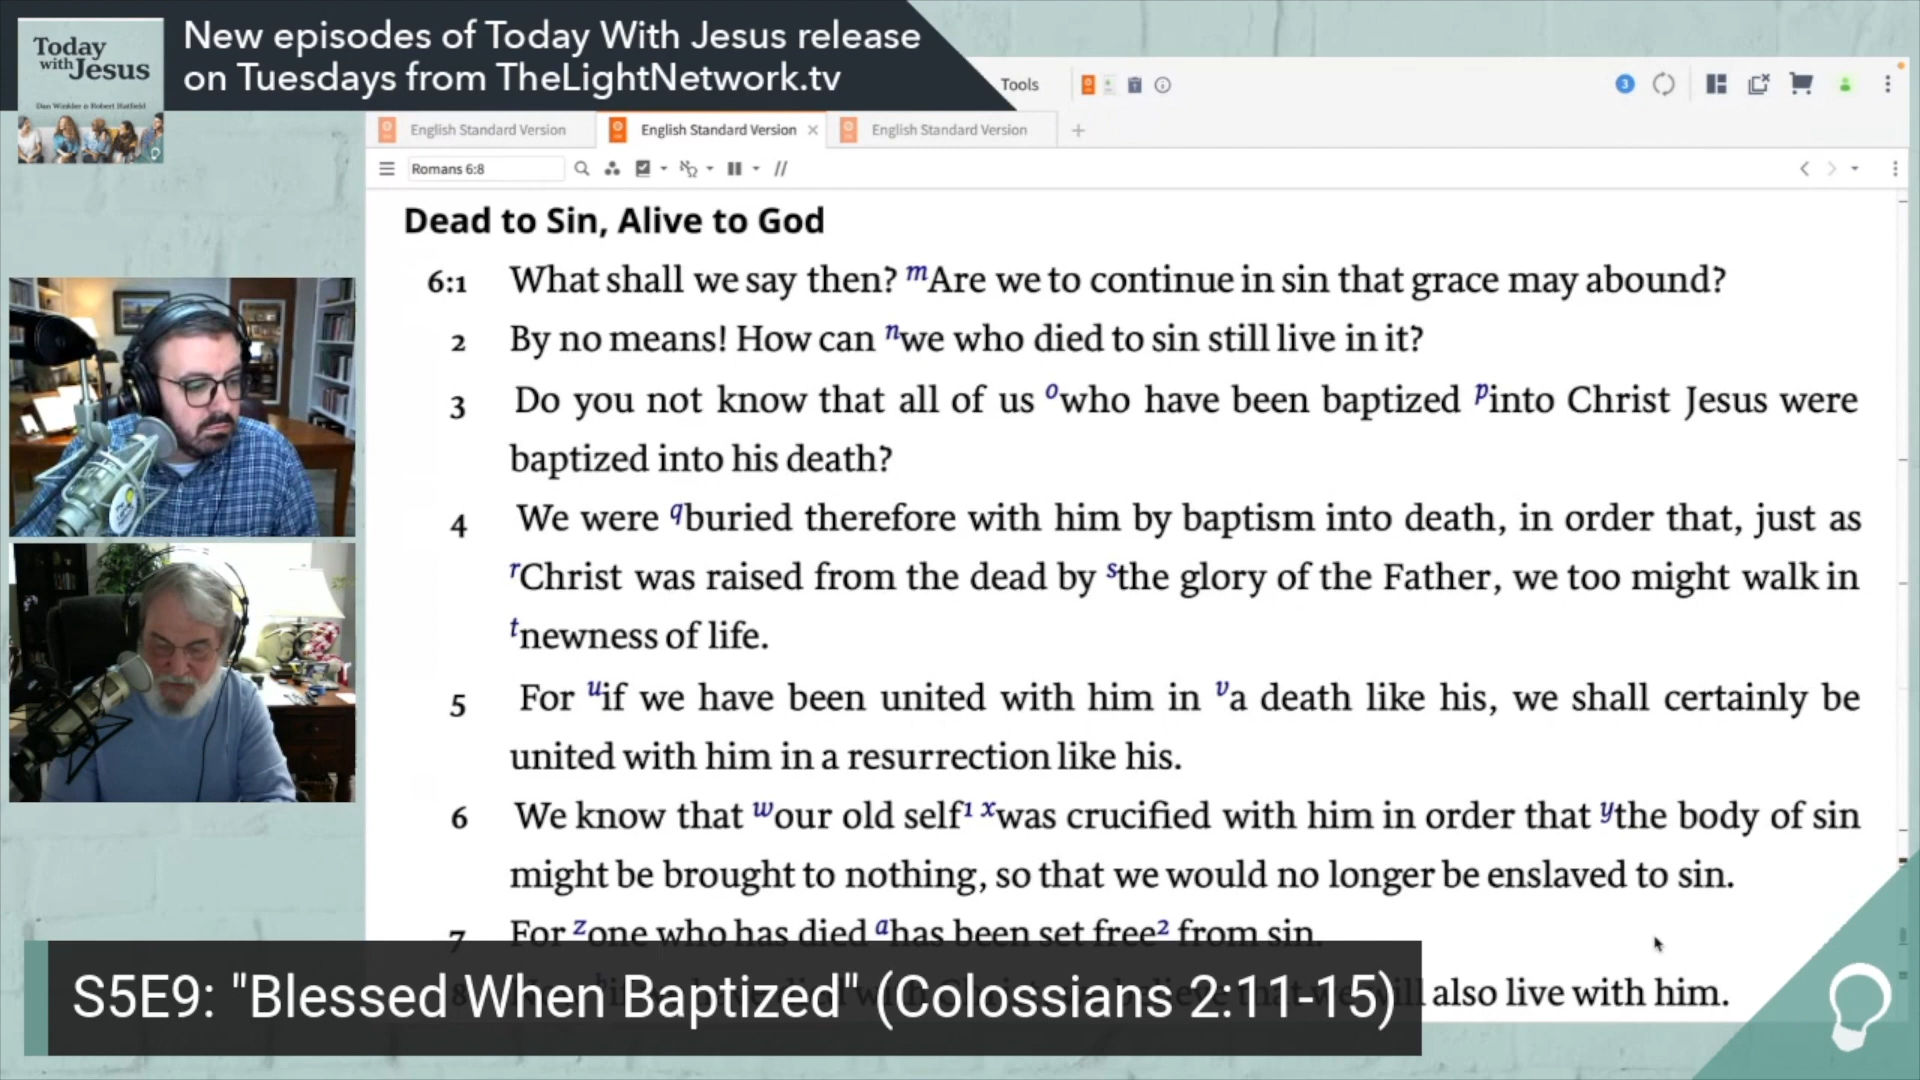 New episodes of Today With Jesus release
on Tuesdays from TheLightNetwork.tv
Today
with Jesus
Dan Winkler & Robert Hatfield
Tools
3
English Standard Version
English Standard Version
English Standard Version
Romans 6:8
Dead to Sin, Alive to God
6:1 What shall we say then? mAre we to continue in sin that grace may abound?
2 By no means! How can nwe who died to sin still live in it?
3 Do you not know that all of us owho have been baptized pinto Christ Jesus were
baptized into his death?
4 We were qburied therefore with him by baptism into death, in order that, just as
rChrist was raised from the dead by sthe glory of the Father, we too might walk in
tnewness of life.
5 For uif we have been united with him in va death like his, we shall certainly be
united with him in a resurrection like his.
6 We know that wour old self1 xwas crucified with him in order that ythe body of sin
might be brought to nothing, so that we would no longer be enslaved to sin.
7 For zone who has died ahas been set free2 from sin.
also live with him.
S5E9: "Blessed When Baptized" (Colossians 2:11-15)